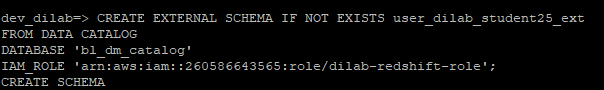 dev_dilab=> CREATE EXTERNAL SCHEMA IF NOT EXISTS user_dilab_student25_ext
FROM DATA CATALOG
DATABASE 'bl_dm_catalog'
IAM_ROLE 'arn:aws:iam::260586643565:role/dilab-redshift-role';
CREATE SCHEMA